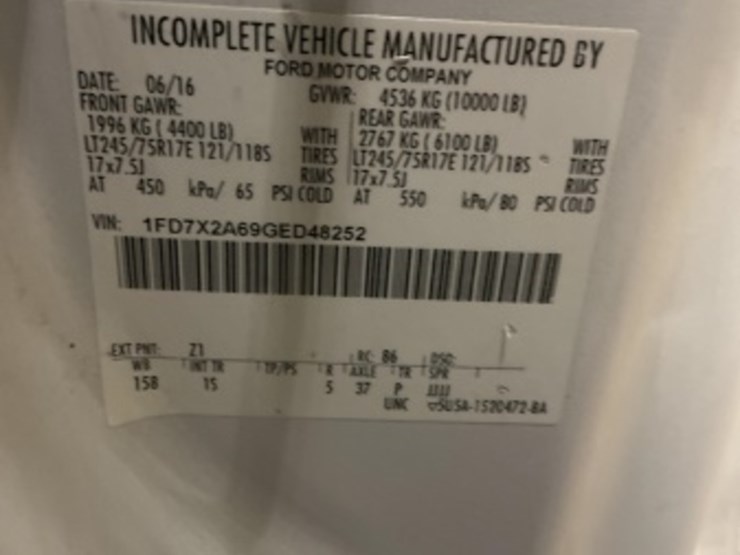 INCOMPLETE VEHICLE MANUFACTURED BY
FORD MOTOR COMPANY
DATE: 06/16 GVWR: 4536 KG (10000 LB)
FRONT GAWR: REAR GAWR:
1996 KG ( 4400 LB) WITH 2767 KG ( 6100 LB) WITH
LT245/75R17E 121/118S TIRES LT245/75R17E 121/118S TIRES
17x7.5J RIMS 17x7.5J RIMS
AT 450 kPa/ 65 PSI COLD AT 550 kPa/ 80 PSI COLD
VIN: 1FD7X2A69GED48252
EXT PNT: Z1 RC: 86 DSO:
WB INT TR TP/PS R AXLE TR SPR
158 1S 5 37 P JJJJ
UNC SUSA-1520472-BA